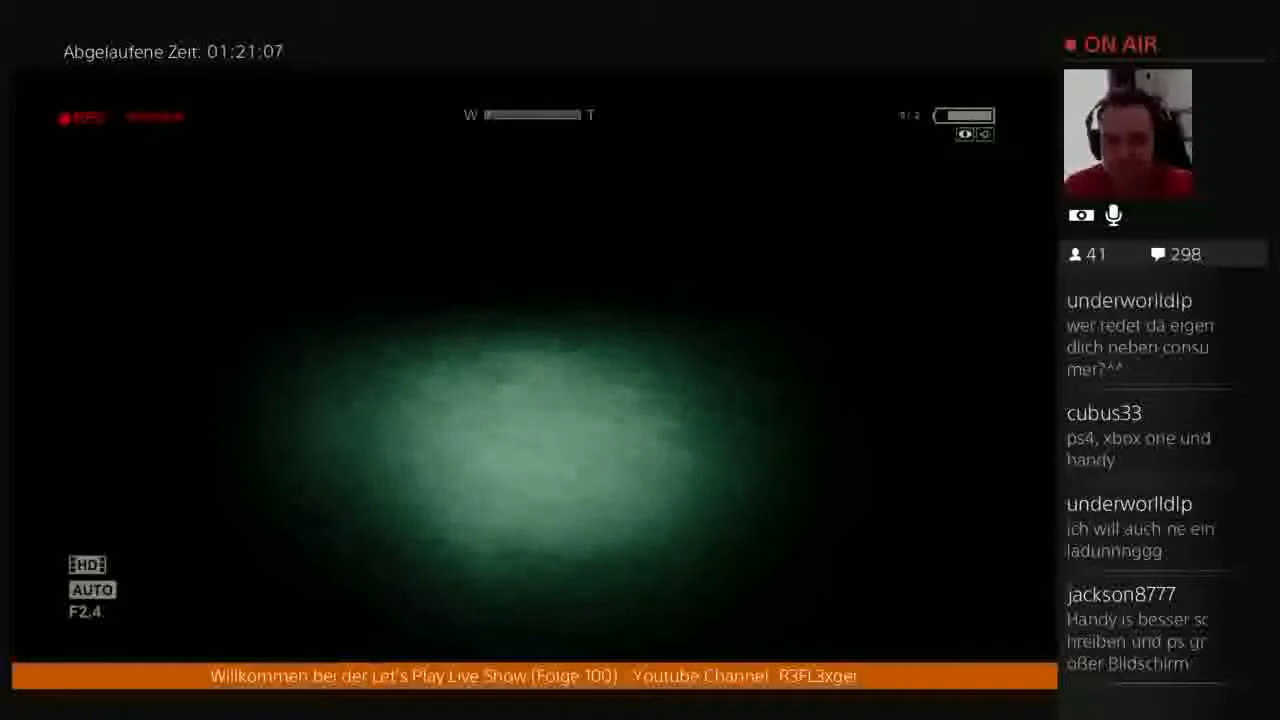 Abgelaufene Zeit: 01:21:07
ON AIR
W T
41 298
underworlldlp
wer redet da eigen
dlich neben consu
mer?^^
cubus33
ps4, xbox one und
handy
underworlldlp
ich will auch ne ein
ladunnnggg
jackson8777
Handy is besser sc
hreiben und ps gr
oßer Bildschirm
HD
AUTO
F2.4
Willkommen bei der Let's Play Live Show (Folge 100) Youtube Channel R3FL3xger